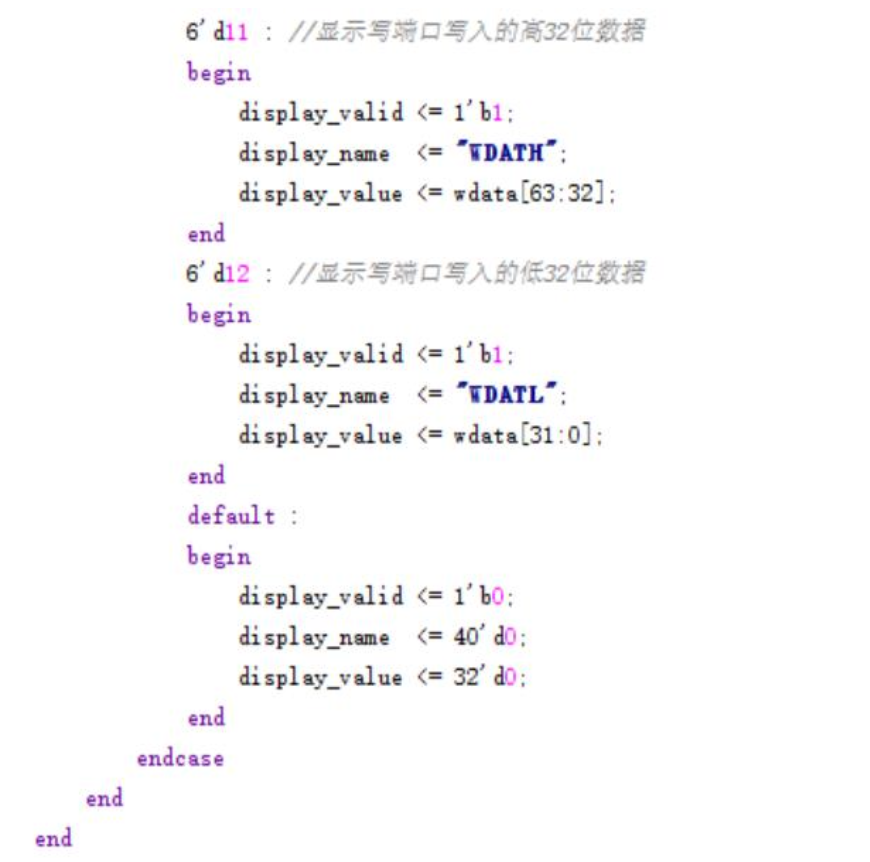 6'd11 : //显示写端口写入的高32位数据
begin
display_valid <= 1'b1;
display_name <= "WDATH";
display_value <= wdata[63:32];
end
6'd12 : //显示写端口写入的低32位数据
begin
display_valid <= 1'b1;
display_name <= "WDATL";
display_value <= wdata[31:0];
end
default :
begin
display_valid <= 1'b0;
display_name <= 40'd0;
display_value <= 32'd0;
end
endcase
end
end